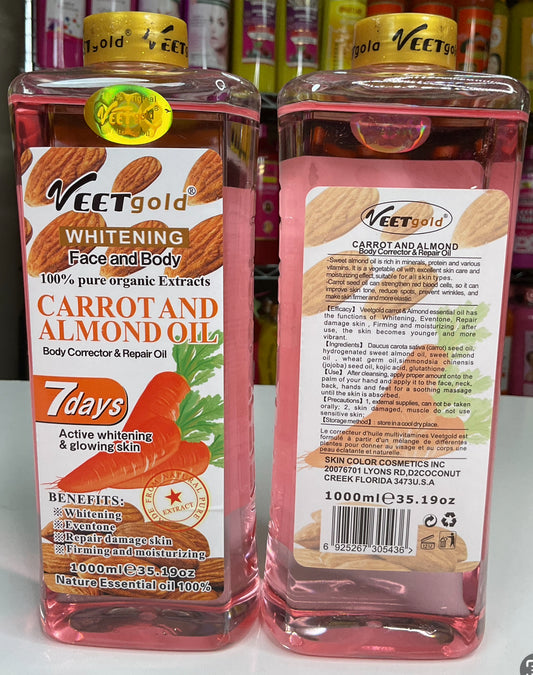 VEETgold
Original
VEETgold®
VEETgold®
WHITENING
Face and Body
100% pure organic Extracts
CARROT AND
ALMOND OIL
Body Corrector & Repair Oil
7days
Active whitening
& glowing skin
BENEFITS:
※Whitening
※Eventone
※Repair damage skin
※Firming and moisturizing
MADE FROM NATURAL PURE
EXTRACT
1000ml℮35.19oz
Nature Essential oil 100%
gold VEETgold
VEETgold®
CARROT AND ALMOND
Body Corrector & Repair Oil
-Sweet almond oil is rich in minerals, protein and various
vitamins. It is a vegetable oil with excellent skin care and
moisturizing effect, suitable for all skin types.
-Carrot seed oil can strengthen red blood cells, so it can
improve skin tone, reduce spots, prevent wrinkles, and
make skin firmer and more elastic.
【Efficacy】 Veetgold carrot & Almond essential oil has
the functions of Whitening, Eventone, Repair
damage skin , Firming and moisturizing / after
use, the skin becomes younger and more
vibrant.
【Ingredients】 Daucus carota sativa (carrot) seed oil,
hydrogenated sweet almond oil, sweet almond
oil , wheat germ oil,simmondsia chinensis
(jojoba) seed oil, kojic acid, glutathione.
【Use】 After cleansing, apply proper amount onto the
palm of your hand and apply it to the face, neck,
back, hands and feet for a soothing massage
until the skin is absorbed.
【Precautions】 1, external supplies, can not be taken
orally; 2, skin damaged, muscle do not use
sensitive skin;
【Storage method】: store in a cool dry place.
Le correcteur d'huile multivitamines Veetgold est
formulé à partir d'un mélange de différentes
plantes pour donner au visage et au corps une
peau éclatante et naturelle.
SKIN COLOR COSMETICS INC
20076701 LYONS RD,D2COCONUT
CREEK FLORIDA 3473U.S.A
1000ml℮35.19oz
6 925267 305436